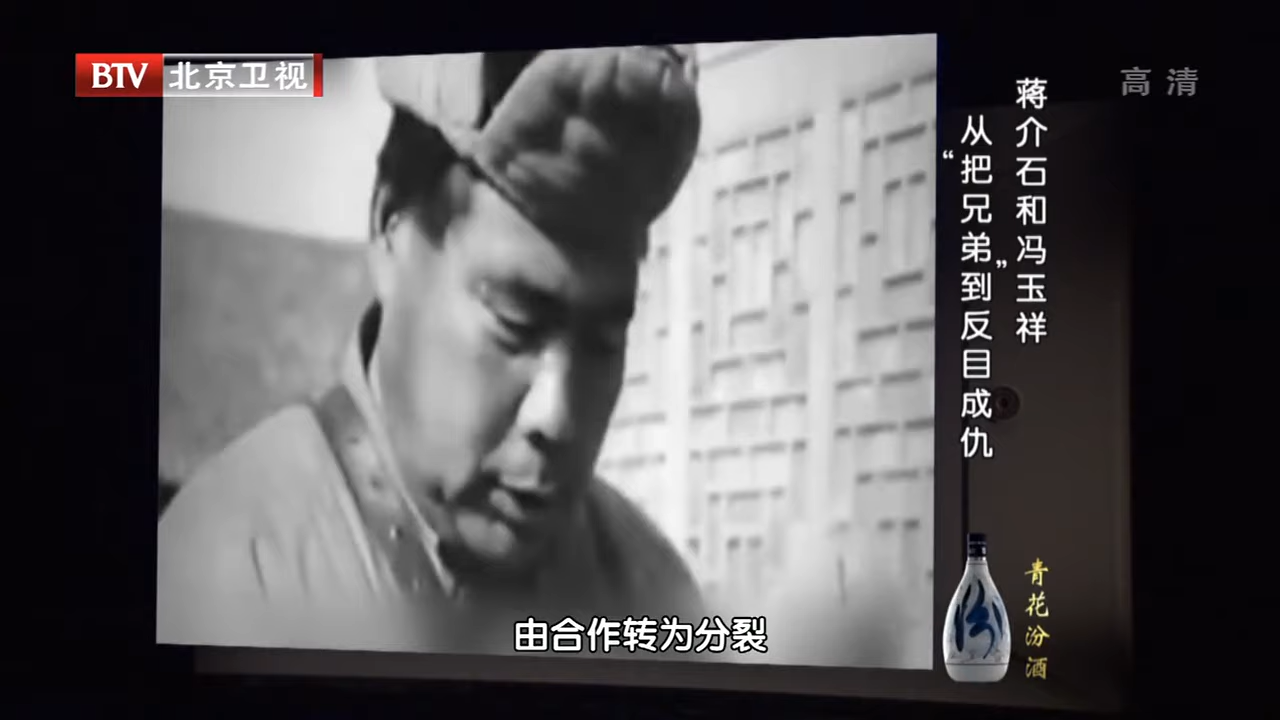 BTV 北京卫视
高清
蒋介石和冯玉祥
从“把兄弟”到反目成仇
由合作转为分裂
汾
青花汾酒